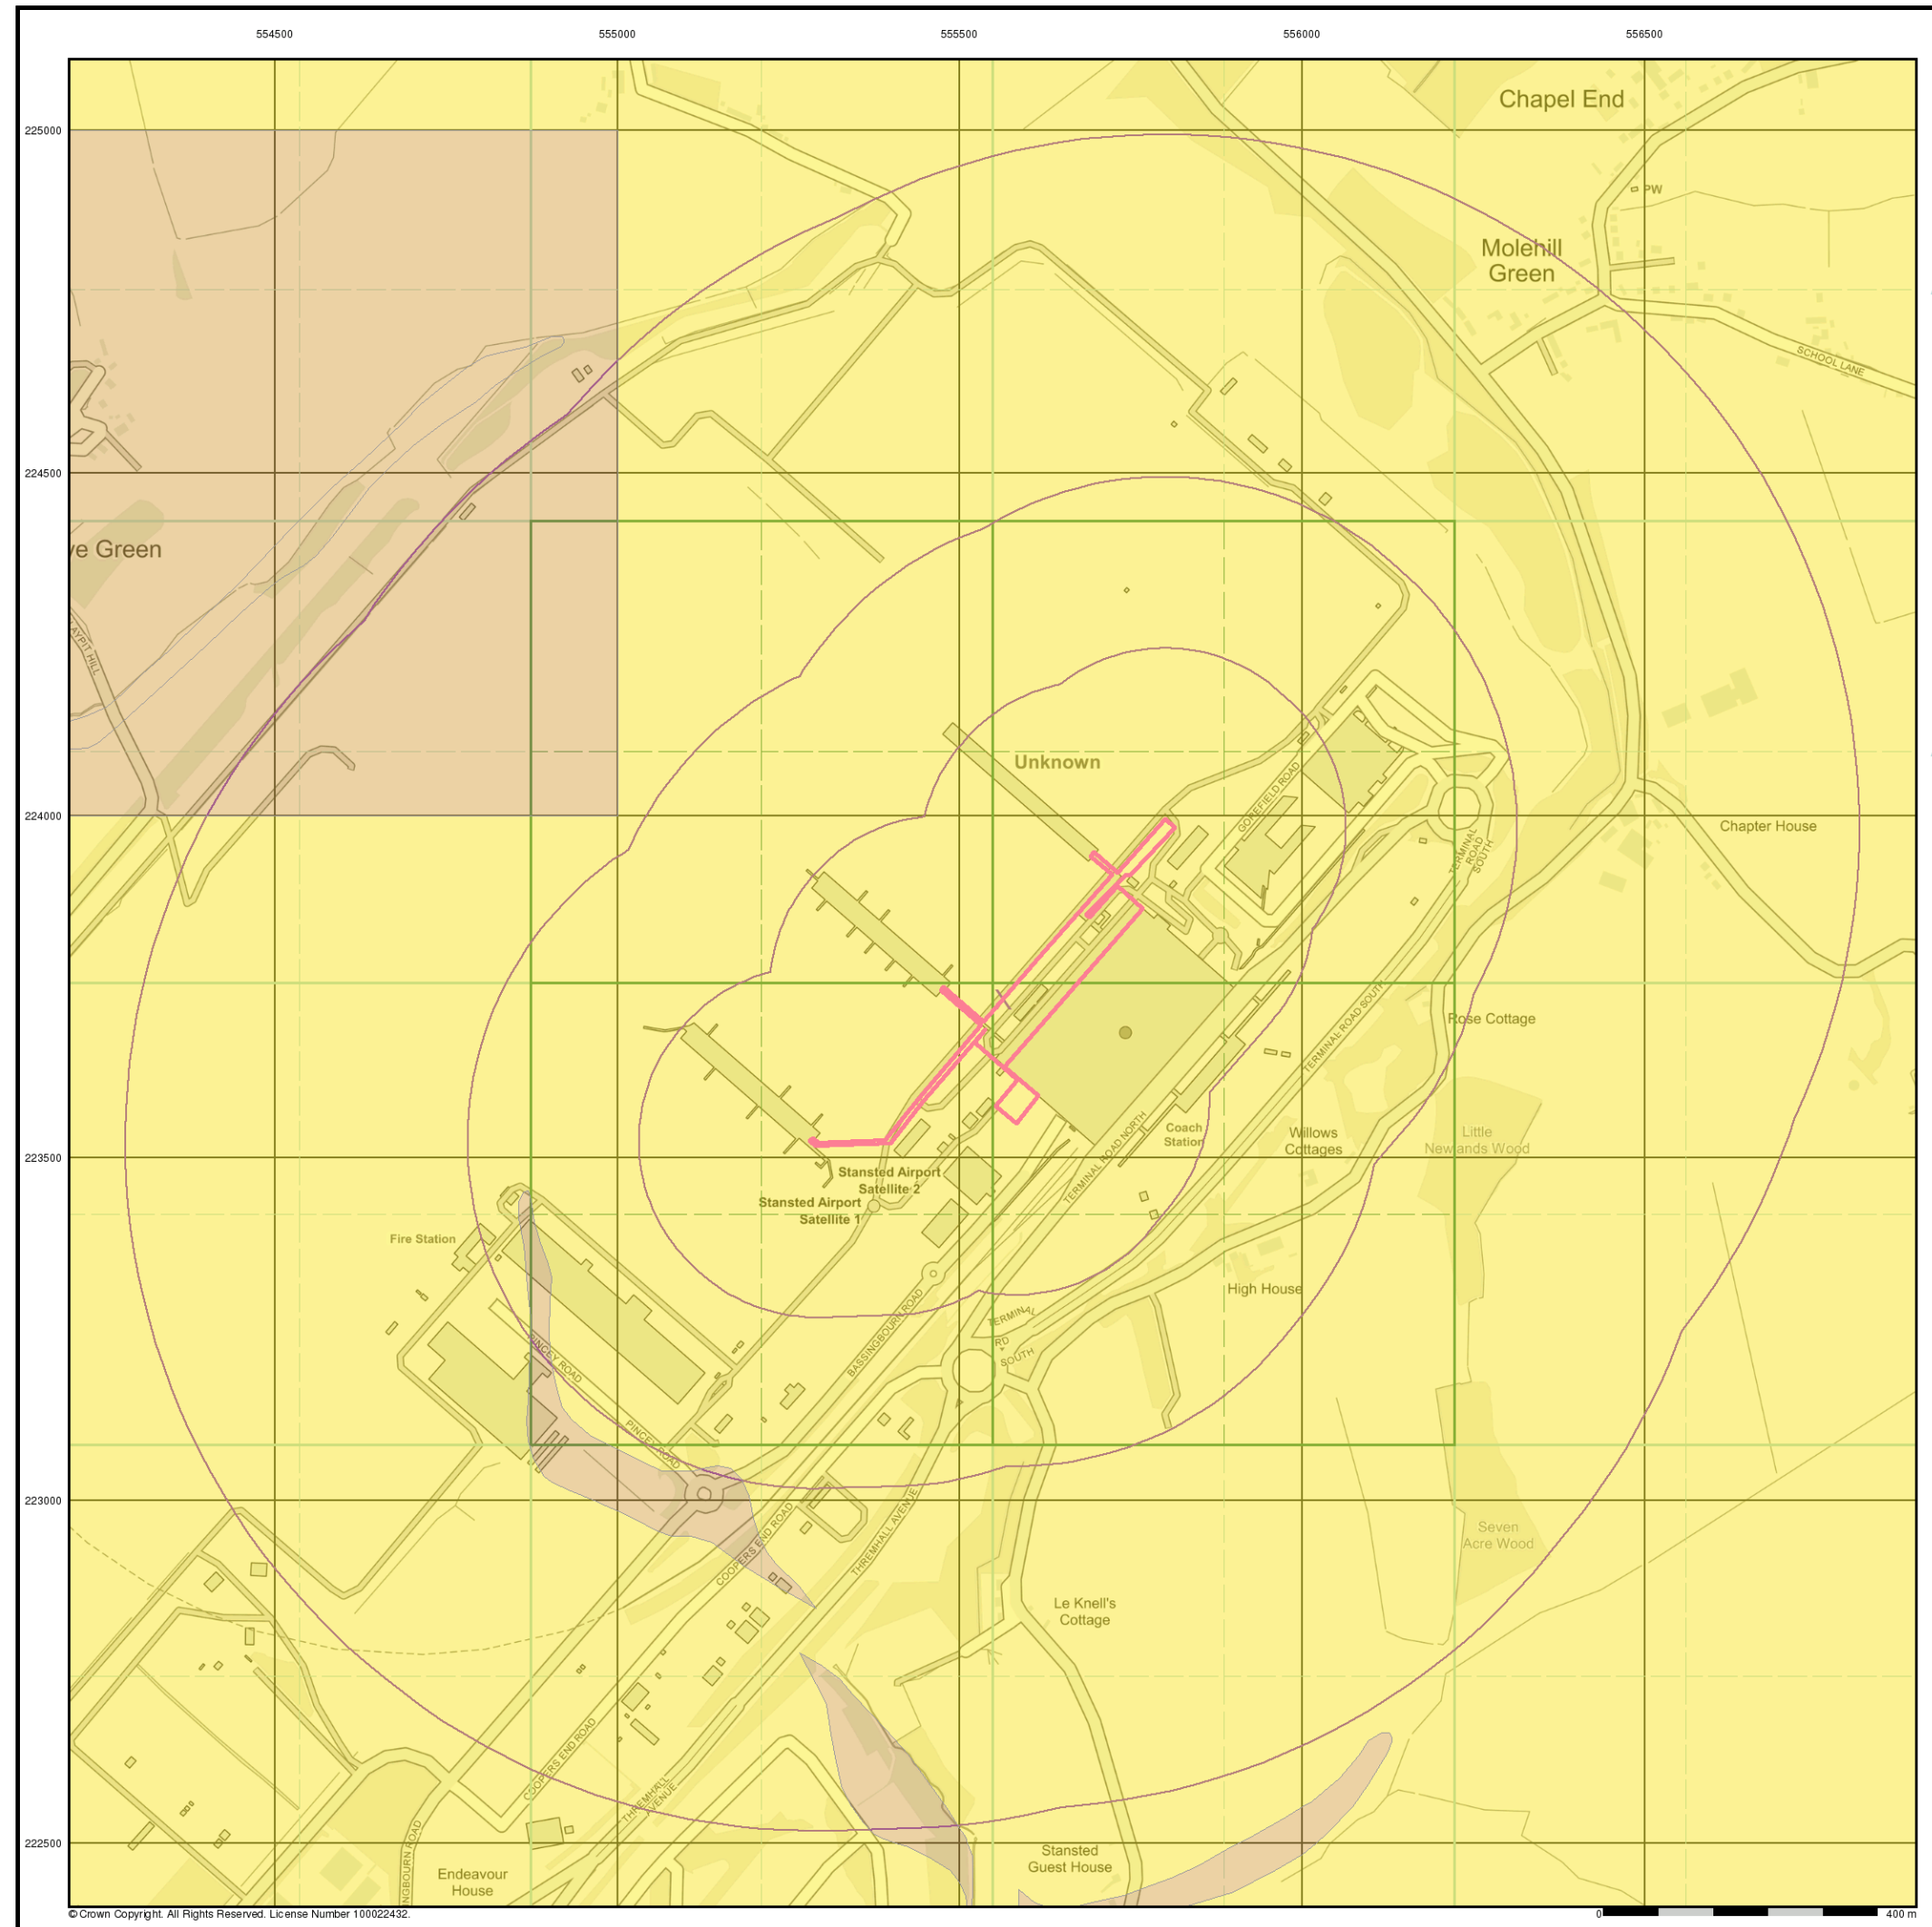 554500 555000 555500 556000 556500
225000
224500
224000
223500
223000
222500
Chapel End
PW
Molehill
Green
SCHOOL LANE
ve Green
Unknown
GOREFIELD ROAD
TERMINAL
ROAD
SOUTH
Chapter House
Rose Cottage
TERMINAL ROAD SOUTH
TERMINAL ROAD NORTH
Coach
Station
Willows
Cottages
Little
Newlands Wood
Stansted Airport
Satellite 2
Stansted Airport
Satellite 1
Fire Station
High House
TERMINAL
RD
SOUTH
BASSINGBOURN ROAD
PINCEY ROAD
PINCEY ROAD
COOPERS END ROAD
THREMHALL AVENUE
Seven
Acre Wood
Le Knell's
Cottage
COOPERS END ROAD
THREMHALL
AVENUE
NGBOURN ROAD
Endeavour
House
Stansted
Guest House
© Crown Copyright. All Rights Reserved. License Number 100022432.
0 400 m